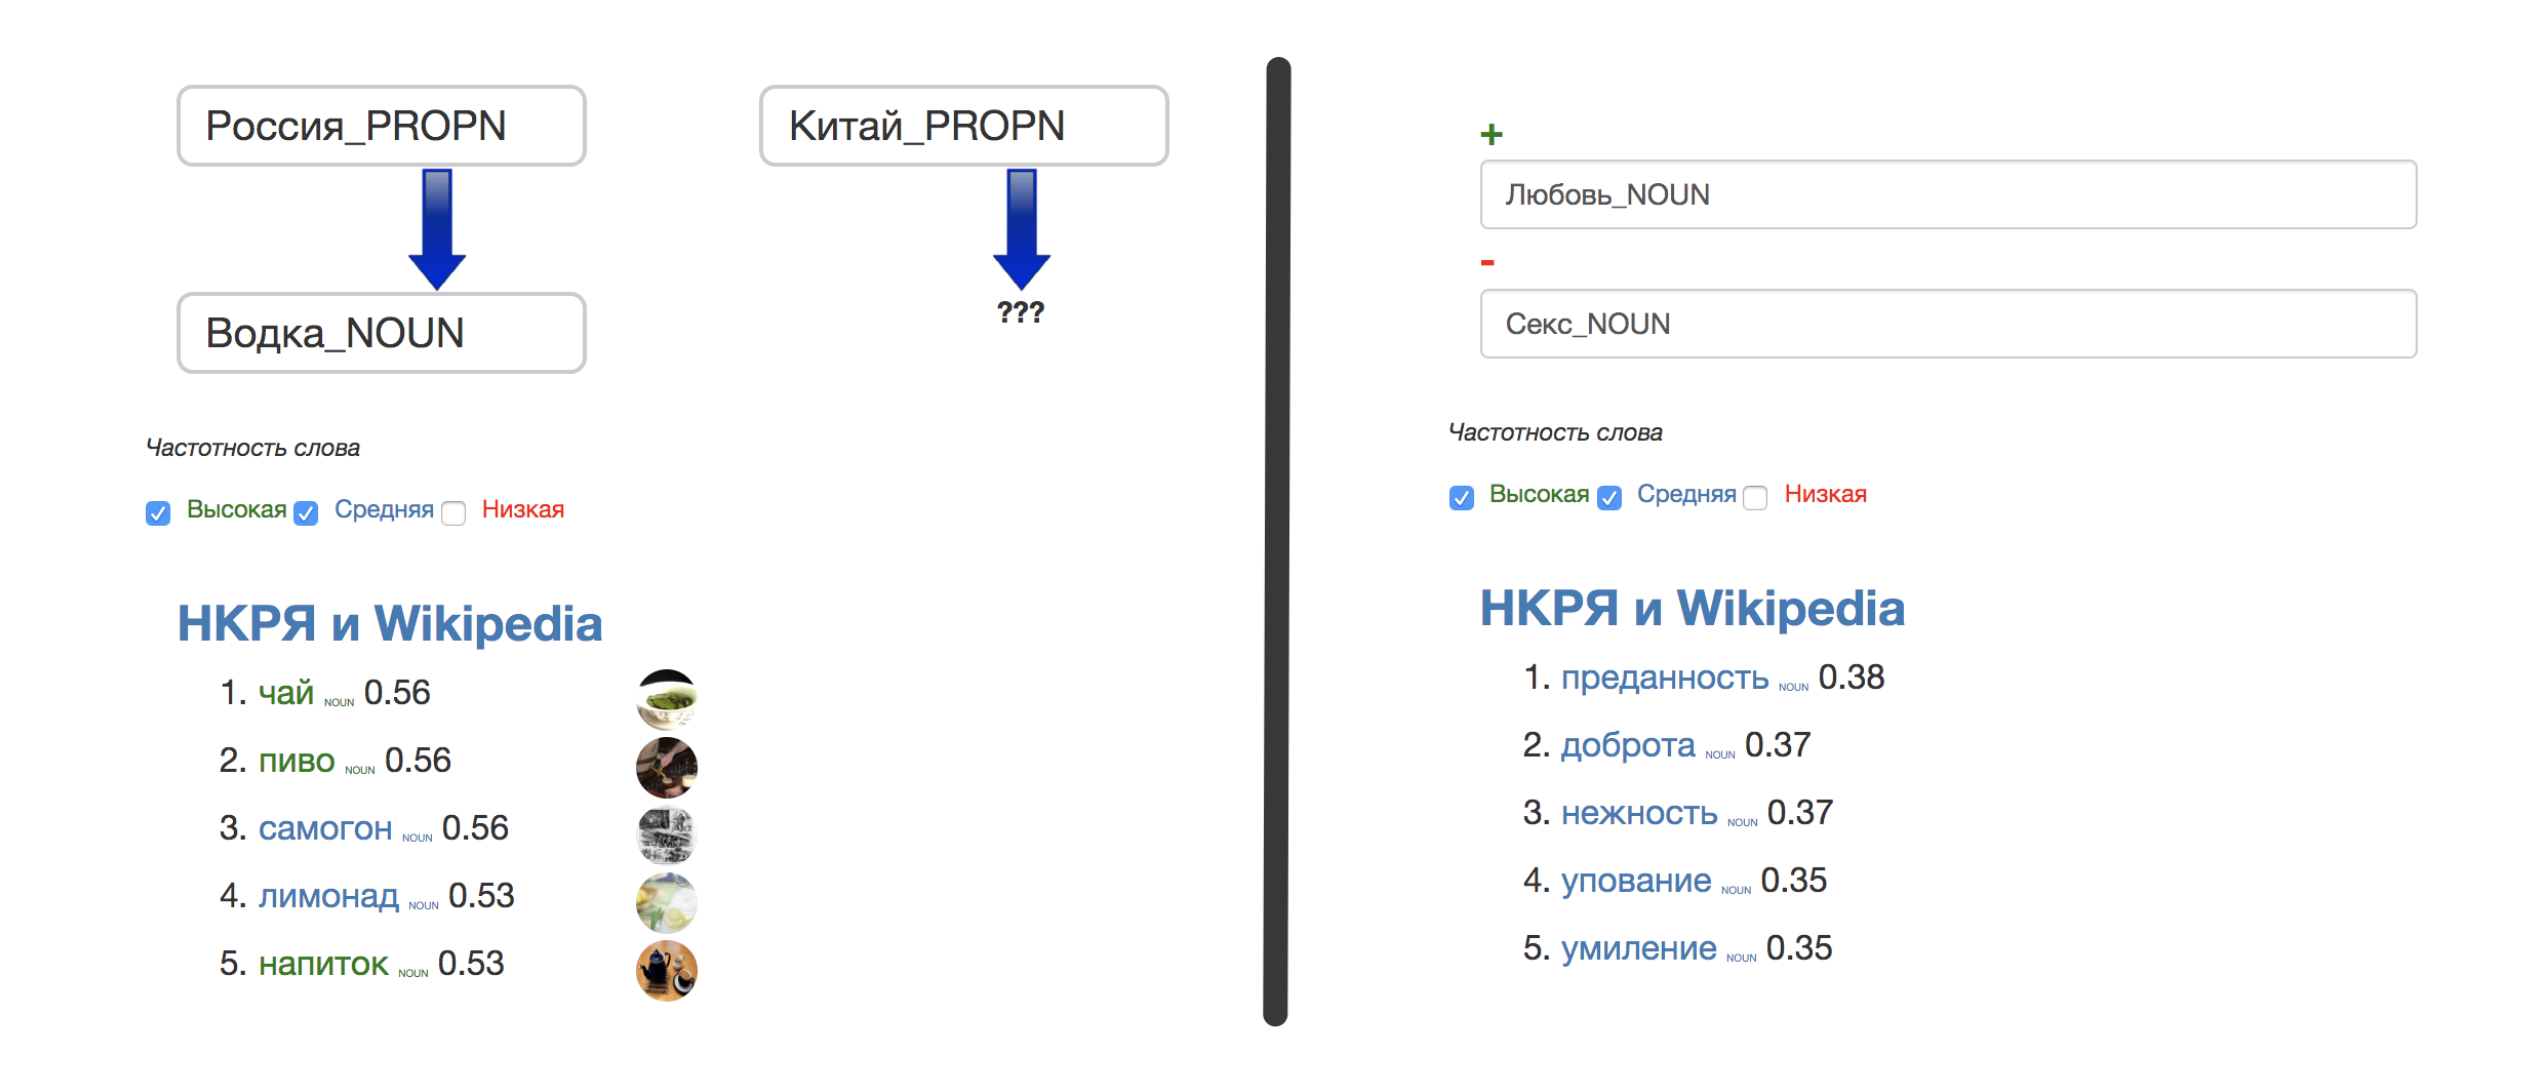 Россия_PROPN
Китай_PROPN
Водка_NOUN
???
Частотность слова
Высокая Средняя Низкая
НКРЯ и Wikipedia
1. чай NOUN 0.56
2. пиво NOUN 0.56
3. самогон NOUN 0.56
4. лимонад NOUN 0.53
5. напиток NOUN 0.53
+
Любовь_NOUN
-
Секс_NOUN
Частотность слова
Высокая Средняя Низкая
НКРЯ и Wikipedia
1. преданность NOUN 0.38
2. доброта NOUN 0.37
3. нежность NOUN 0.37
4. упование NOUN 0.35
5. умиление NOUN 0.35